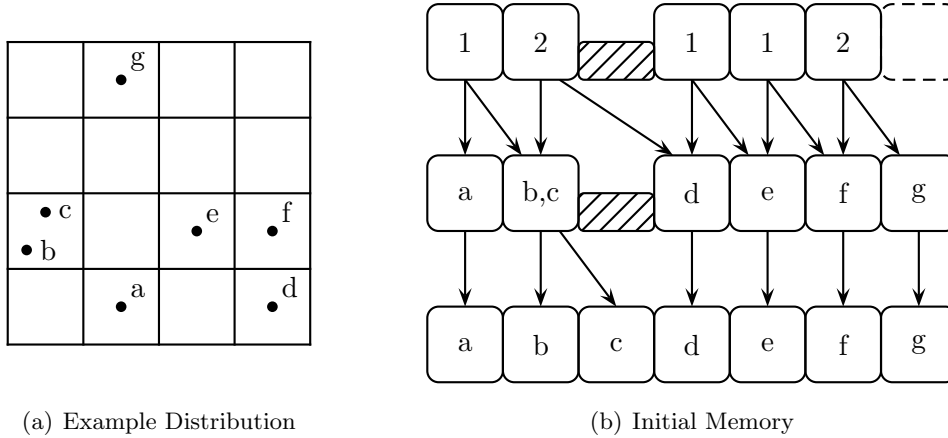 g
c
e
f
b
a
d
(a) Example Distribution
1 2 1 1 2
a b,c d e f g
a b c d e f g
(b) Initial Memory